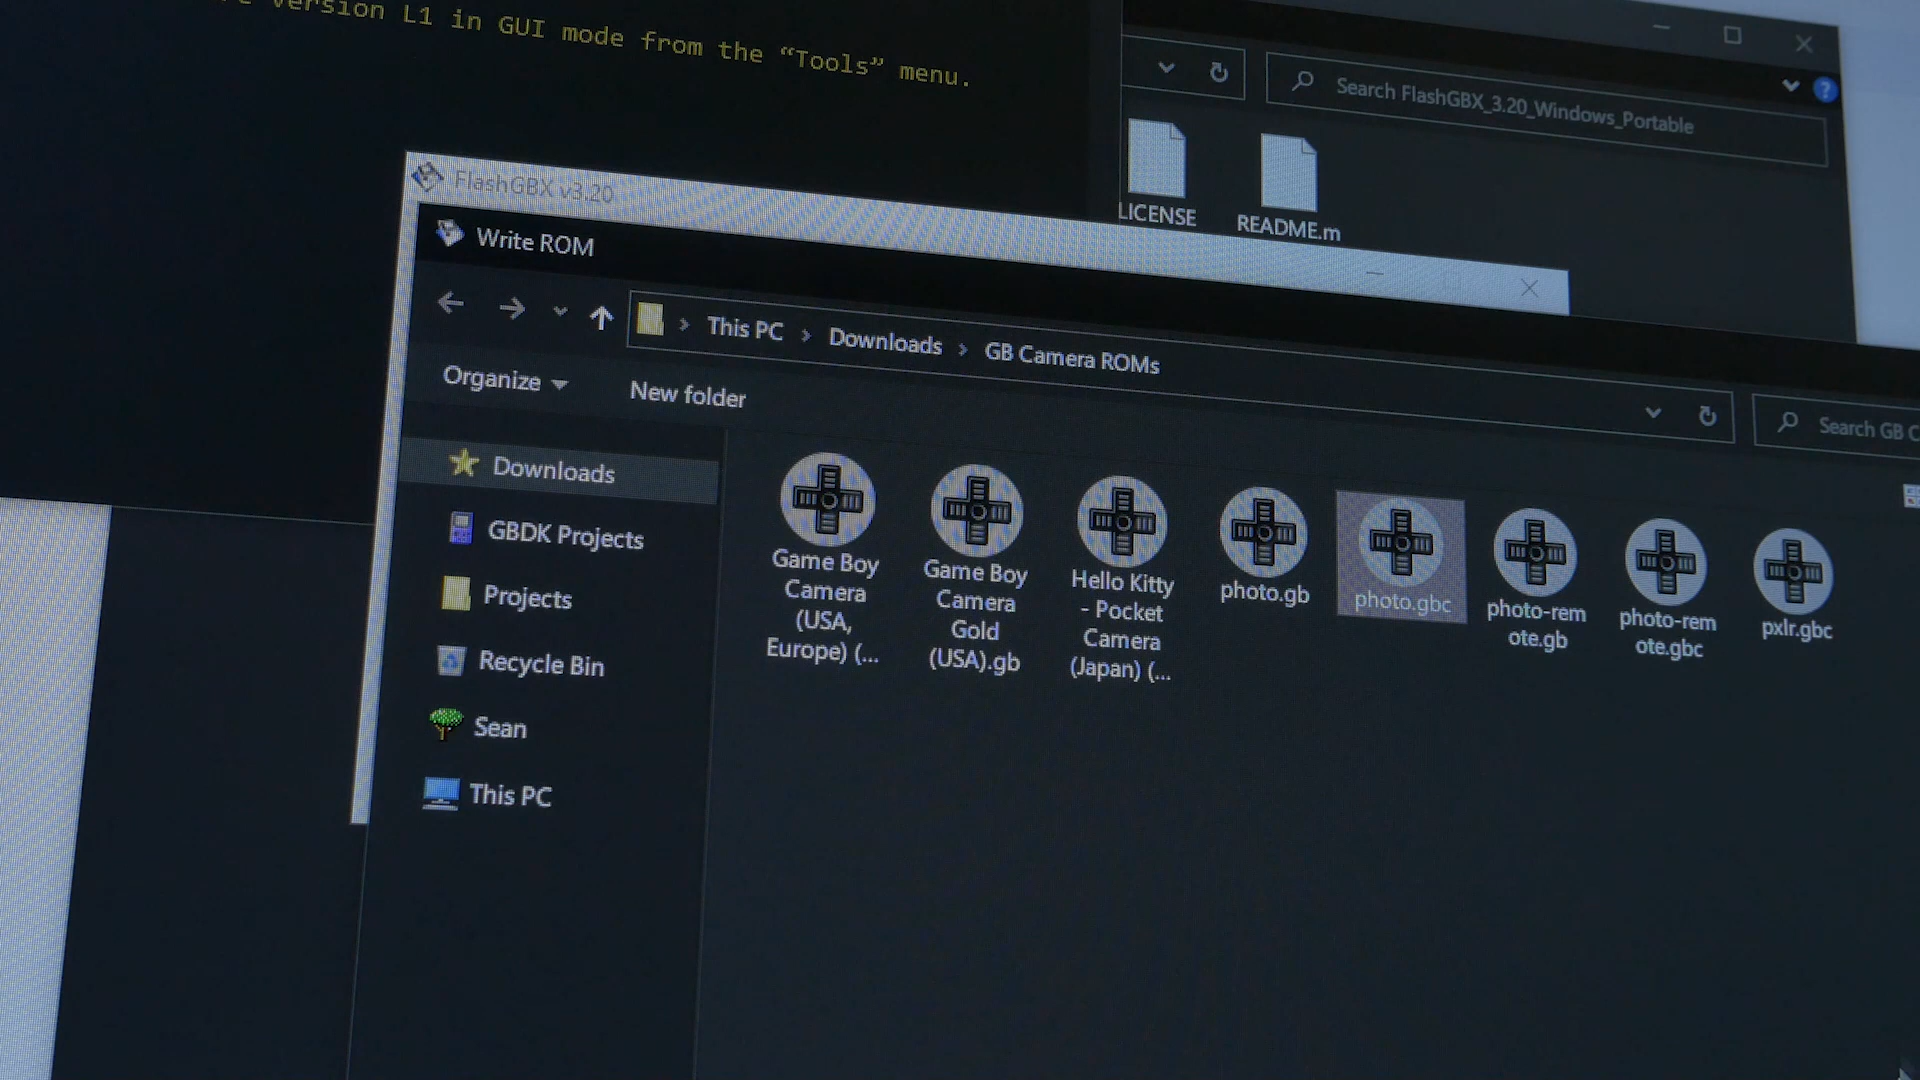 version L1 in GUI mode from the “Tools” menu.
Search FlashGBX_3.20_Windows_Portable
LICENSE
README.m
FlashGBX v3.20
Write ROM
This PC > Downloads > GB Camera ROMs
Search GB C
Organize
New folder
Downloads
GBDK Projects
Projects
Recycle Bin
Sean
This PC
Game Boy
Camera
(USA,
Europe) (...
Game Boy
Camera
Gold
(USA).gb
Hello Kitty
- Pocket
Camera
(Japan) (...
photo.gb
photo.gbc
photo-rem
ote.gb
photo-rem
ote.gbc
pxlr.gbc